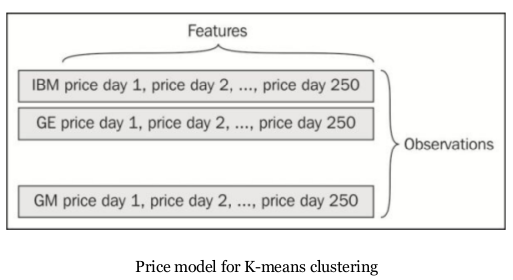 Features
IBM price day 1, price day 2, ..., price day 250
GE price day 1, price day 2, ..., price day 250
Observations
GM price day 1, price day 2, ..., price day 250
Price model for K-means clustering